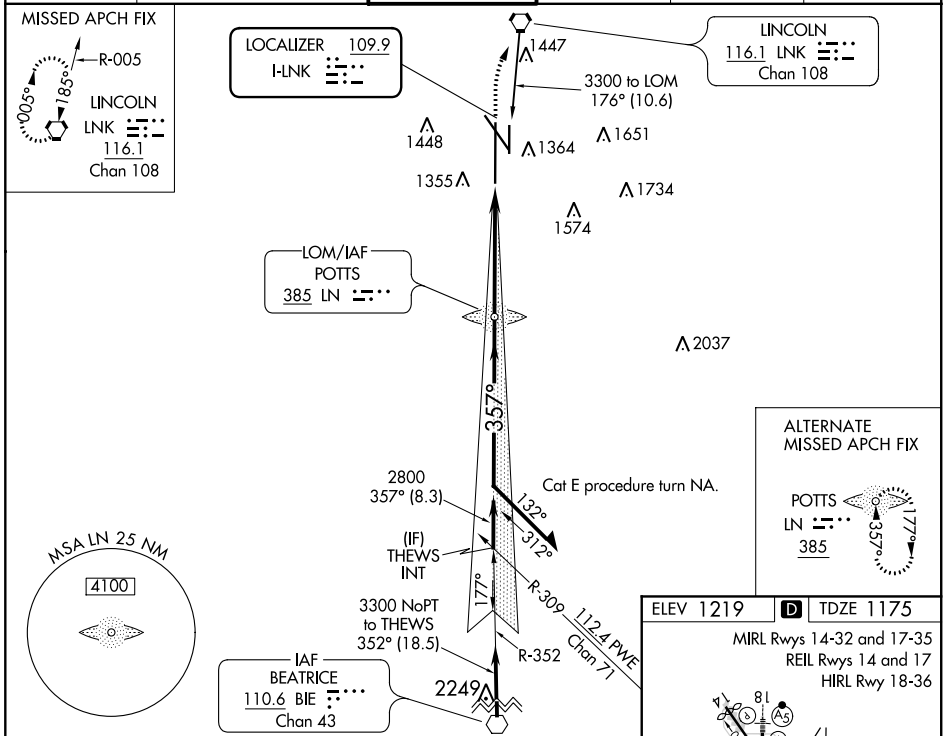 MISSED APCH FIX
R-005
005°
185°
LINCOLN
LNK
116.1
Chan 108
LOCALIZER 109.9
I-LNK
1447
LINCOLN
116.1 LNK
Chan 108
3300 to LOM
176° (10.6)
1448
1364
1651
1355
1734
1574
LOM/IAF
POTTS
385 LN
2037
357°
ALTERNATE
MISSED APCH FIX
POTTS
LN
385
357°
177°
2800
357° (8.3)
Cat E procedure turn NA.
132°
312°
(IF)
THEWS
INT
177°
MSA LN 25 NM
4100
3300 NoPT
to THEWS
352° (18.5)
R-309
112.4 PWE
Chan 71
R-352
IAF
BEATRICE
110.6 BIE
Chan 43
2249
ELEV 1219 D TDZE 1175
MIRL Rwys 14-32 and 17-35
REIL Rwys 14 and 17
HIRL Rwy 18-36
18
A5
17